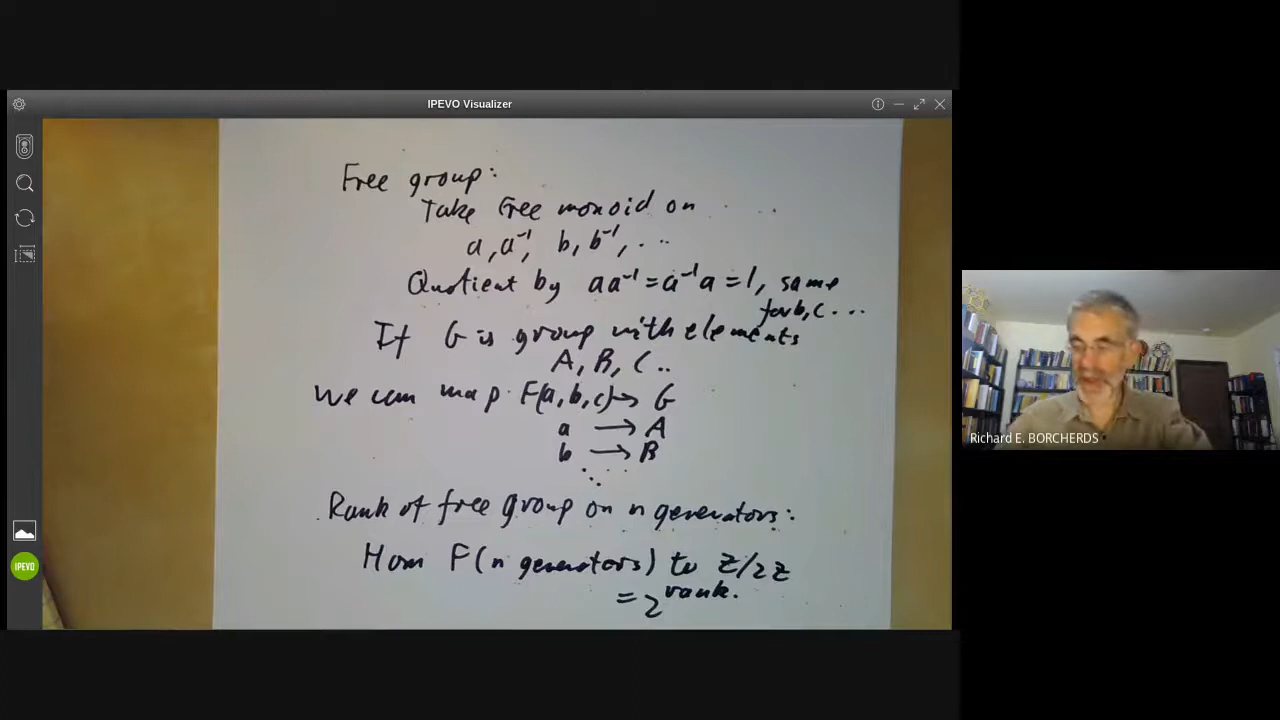 IPEVO Visualizer
Free group:
Take free monoid on
a, a⁻¹, b, b⁻¹, ...
Quotient by aa⁻¹ = a⁻¹a = 1, same
for b, c ...
If G is group with elements
A, B, C ..
We can map F(a, b, c) → G
a → A
b → B
Rank of free group on n generators:
Hom F(n generators) to Z/2Z
= 2^rank.
IPEVO
Richard E. BORCHERDS